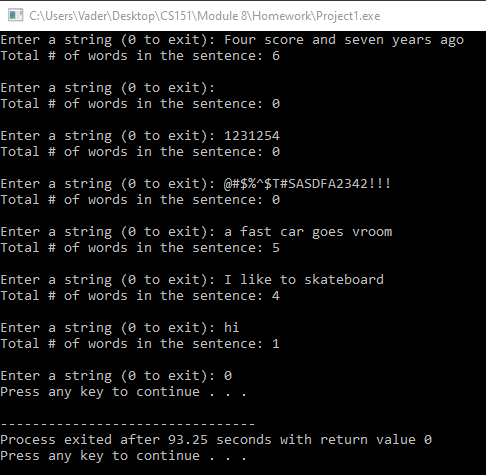 C:\Users\Vader\Desktop\CS151\Module 8\Homework\Project1.exe
Enter a string (0 to exit): Four score and seven years ago
Total # of words in the sentence: 6
Enter a string (0 to exit):
Total # of words in the sentence: 0
Enter a string (0 to exit): 1231254
Total # of words in the sentence: 0
Enter a string (0 to exit): @#$%^$T#SASDFA2342!!!
Total # of words in the sentence: 0
Enter a string (0 to exit): a fast car goes vroom
Total # of words in the sentence: 5
Enter a string (0 to exit): I like to skateboard
Total # of words in the sentence: 4
Enter a string (0 to exit): hi
Total # of words in the sentence: 1
Enter a string (0 to exit): 0
Press any key to continue . . .
--------------------------------
Process exited after 93.25 seconds with return value 0
Press any key to continue . . .